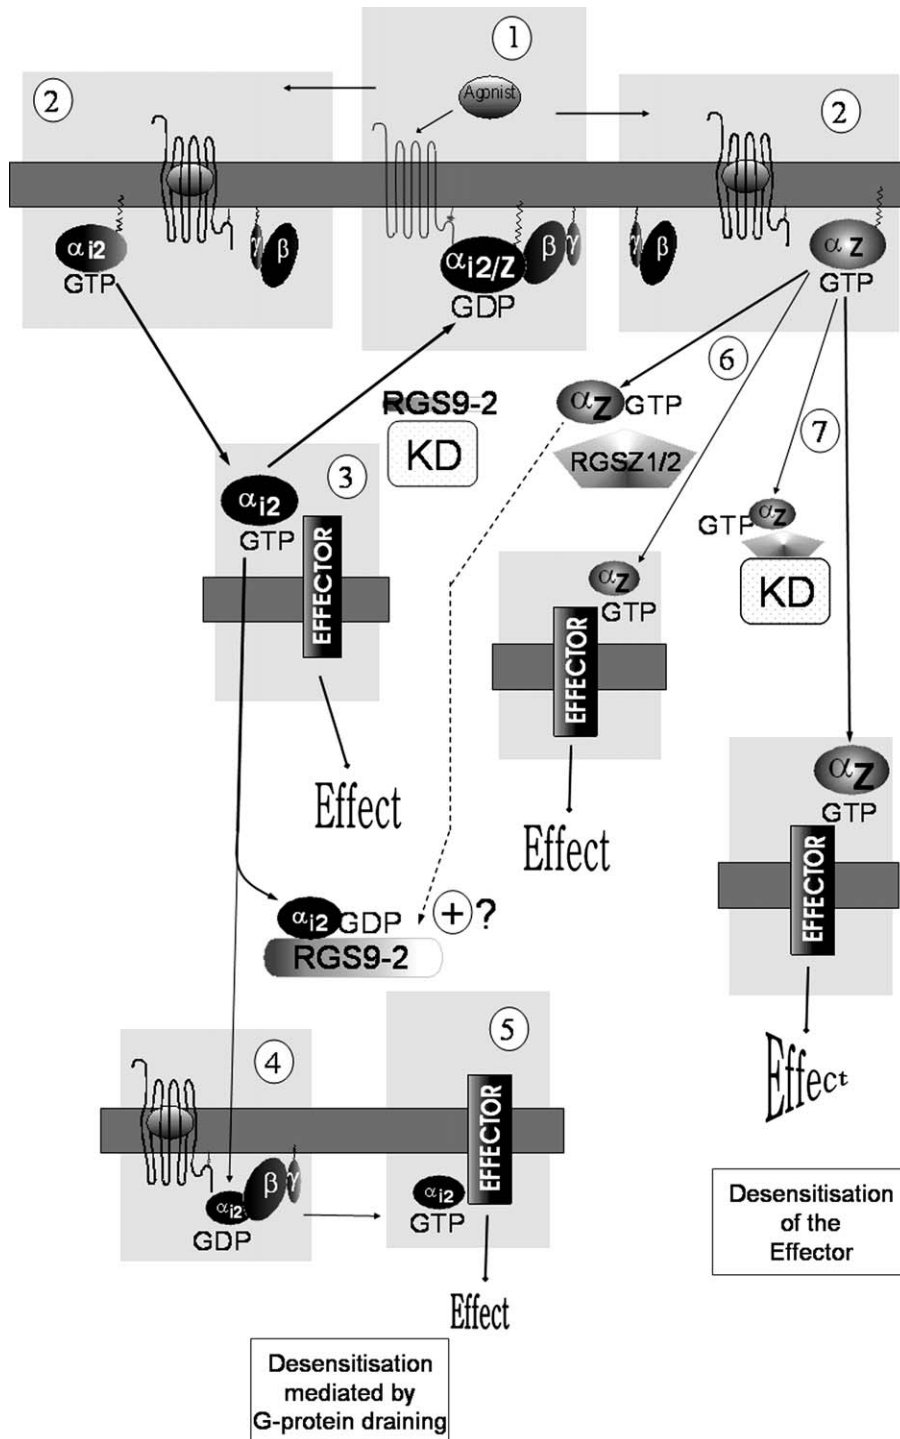 1
2
Agonist
2
αi2
GTP
γ
β
αi2/Z
GDP
β
γ
γ
β
αZ
GTP
6
RGS9-2
KD
αZ
GTP
RGSZ1/2
7
3
αi2
GTP
EFFECTOR
GTP
αZ
KD
αZ
GTP
EFFECTOR
Effect
Effect
αZ
GTP
EFFECTOR
αi2
GDP
RGS9-2
+
?
Effect
4
5
EFFECTOR
β
γ
αi2
GDP
αi2
GTP
Effect
Desensitisation
of the
Effector
Desensitisation
mediated by
G-protein draining